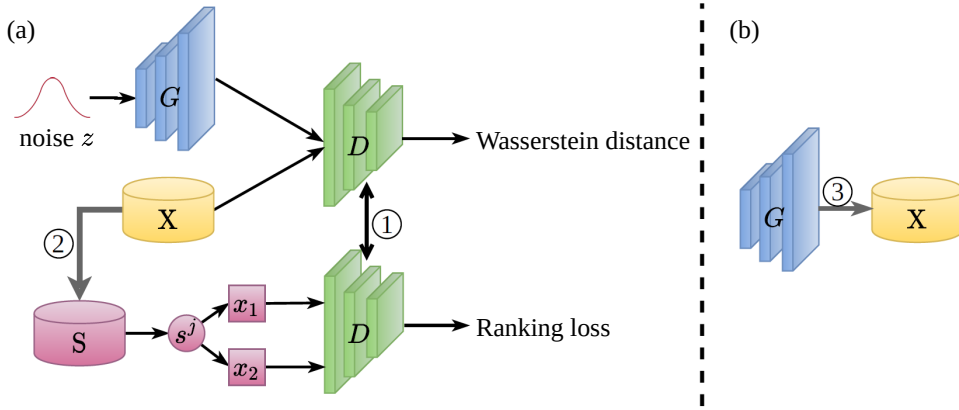 (a)
(b)
G
noise z
D
Wasserstein distance
X
①
②
③
G
X
S
s^j
x_1
x_2
D
Ranking loss